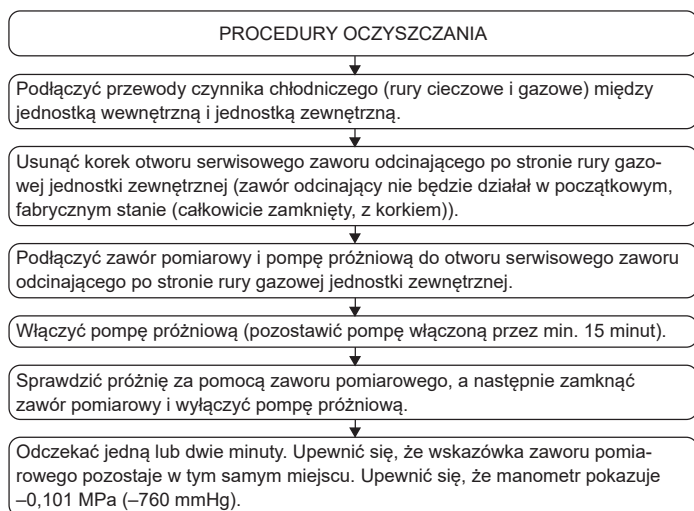 PROCEDURY OCZYSZCZANIA
Podłączyć przewody czynnika chłodniczego (rury cieczowe i gazowe) między
jednostką wewnętrzną i jednostką zewnętrzną.
Usunąć korek otworu serwisowego zaworu odcinającego po stronie rury gazo-
wej jednostki zewnętrznej (zawór odcinający nie będzie działał w początkowym,
fabrycznym stanie (całkowicie zamknięty, z korkiem)).
Podłączyć zawór pomiarowy i pompę próżniową do otworu serwisowego zaworu
odcinającego po stronie rury gazowej jednostki zewnętrznej.
Włączyć pompę próżniową (pozostawić pompę włączoną przez min. 15 minut).
Sprawdzić próżnię za pomocą zaworu pomiarowego, a następnie zamknąć
zawór pomiarowy i wyłączyć pompę próżniową.
Odczekać jedną lub dwie minuty. Upewnić się, że wskazówka zaworu pomia-
rowego pozostaje w tym samym miejscu. Upewnić się, że manometr pokazuje
–0,101 MPa (–760 mmHg).